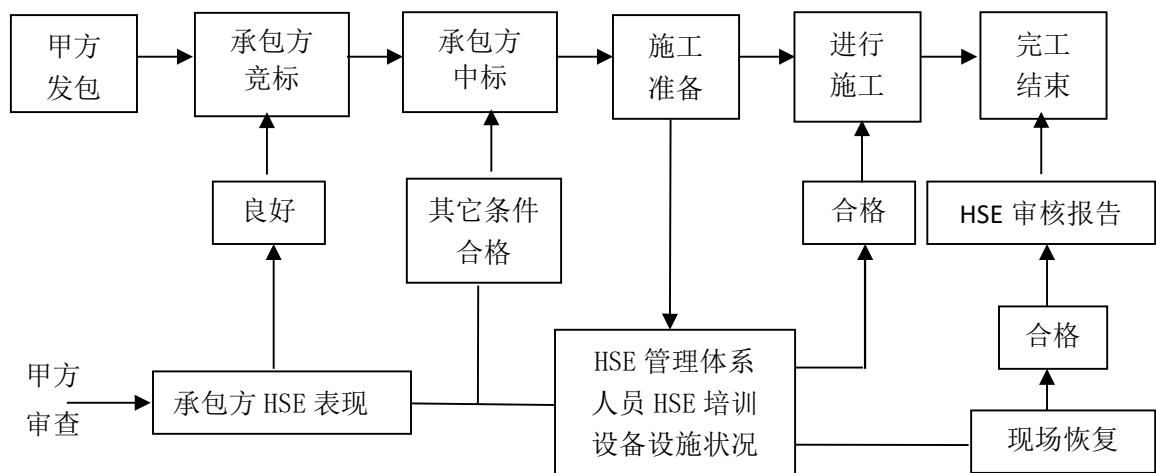 甲方
发包
承包方
竞标
承包方
中标
施工
准备
进行
施工
完工
结束
良好
其它条件
合格
合格
HSE 审核报告
合格
甲方
审查
承包方 HSE 表现
HSE 管理体系
人员 HSE 培训
设备设施状况
现场恢复